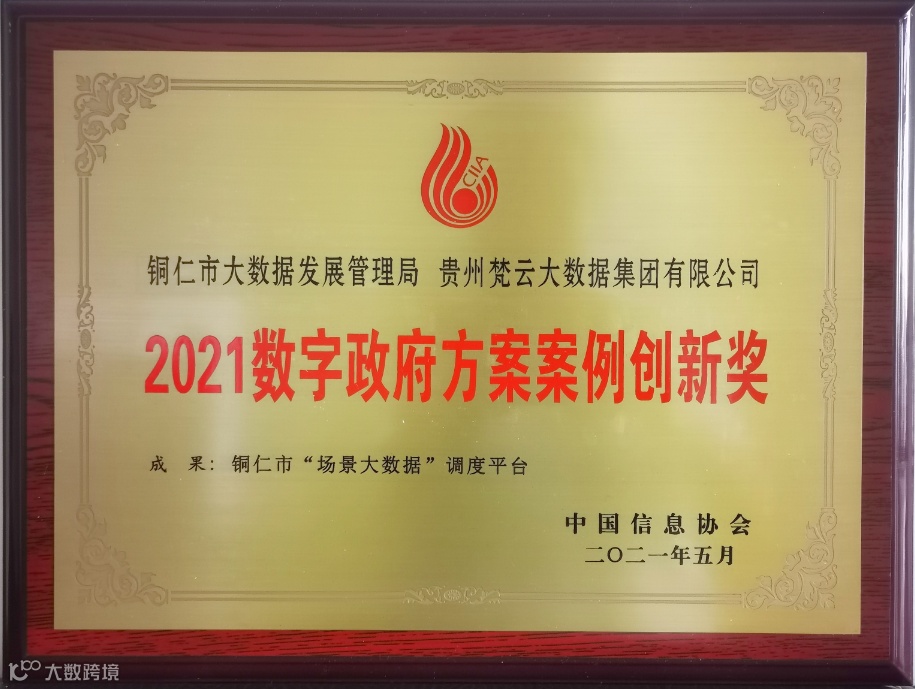 CIIA
铜仁市大数据发展管理局 贵州梵云大数据集团有限公司
2021数字政府方案案例创新奖
成 果：铜仁市“场景大数据”调度平台
中国信息协会
二〇二一年五月
大数跨境